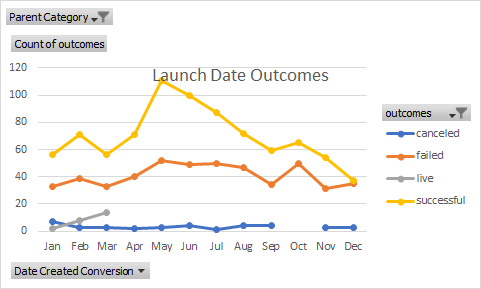 Parent Category
Count of outcomes
Launch Date Outcomes
120
100
80
60
40
20
0
Jan Feb Mar Apr May Jun Jul Aug Sep Oct Nov Dec
outcomes
canceled
failed
live
successful
Date Created Conversion